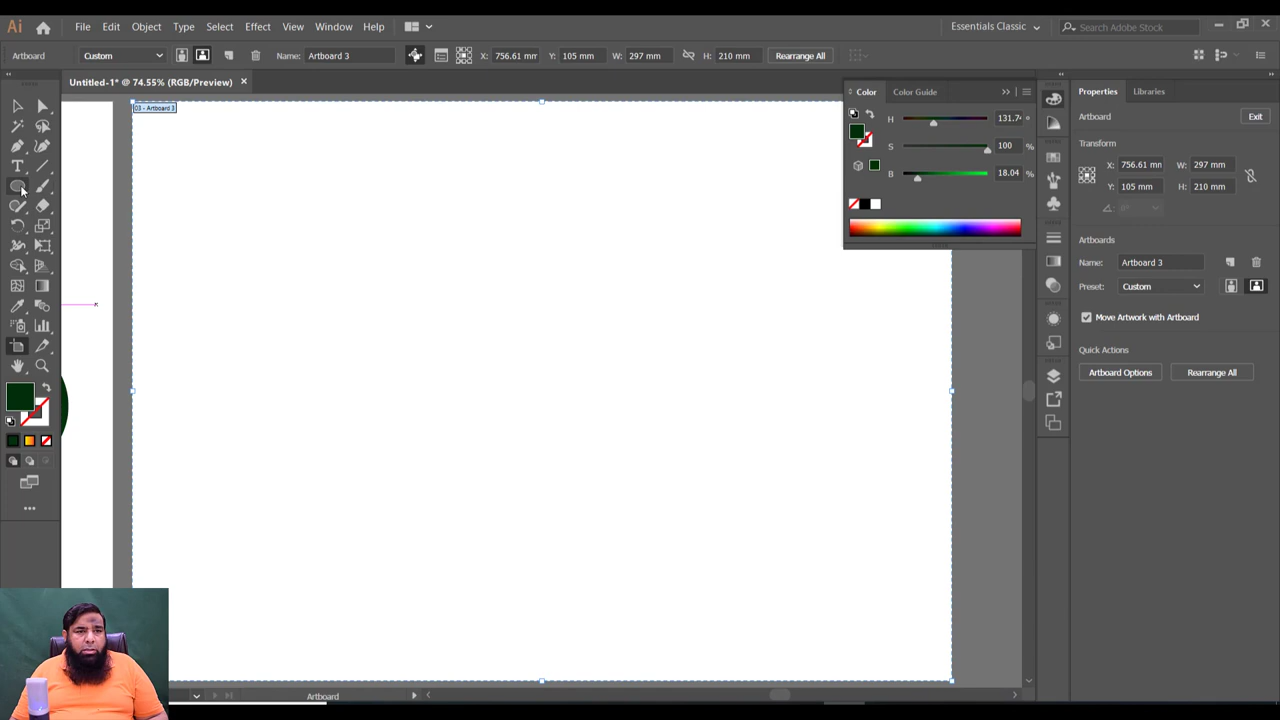 Ai File Edit Object Type Select Effect View Window Help Essentials Classic Search Adobe Stock
Artboard Custom Name: Artboard 3 X: 756.61 mm Y: 105 mm W: 297 mm H: 210 mm Rearrange All
Untitled-1* @ 74.55% (RGB/Preview)
Color Color Guide Properties Libraries
03 - Artboard 3
Artboard Exit
H 131.74 °
S 100 %
B 18.04 %
Transform
X: 756.61 mm W: 297 mm
Y: 105 mm H: 210 mm
0°
Artboards
Name: Artboard 3
Preset: Custom
Move Artwork with Artboard
Quick Actions
Artboard Options Rearrange All
Artboard